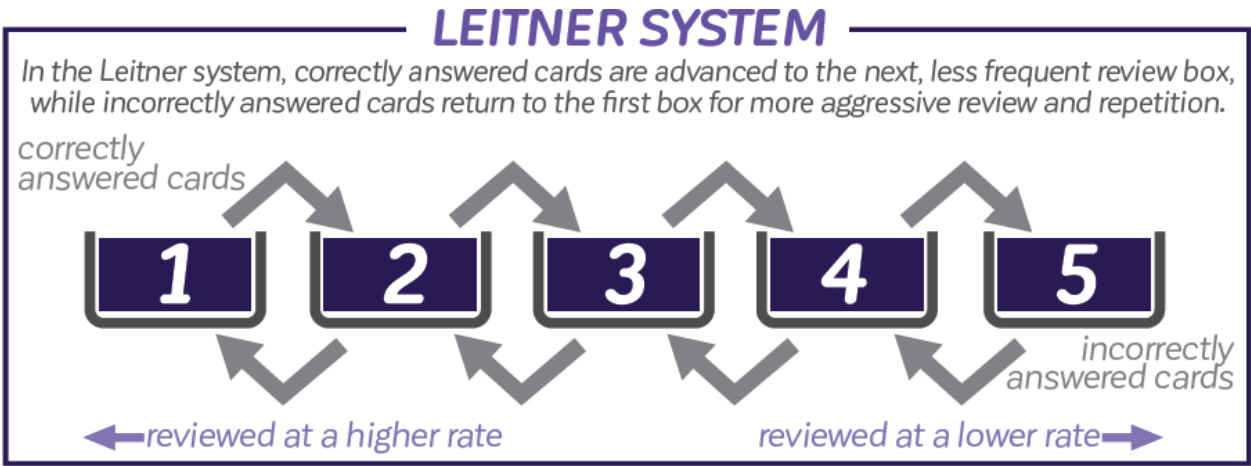 LEITNER SYSTEM
In the Leitner system, correctly answered cards are advanced to the next, less frequent review box,
while incorrectly answered cards return to the first box for more aggressive review and repetition.
correctly
answered cards
1 2 3 4 5
incorrectly
answered cards
reviewed at a higher rate
reviewed at a lower rate